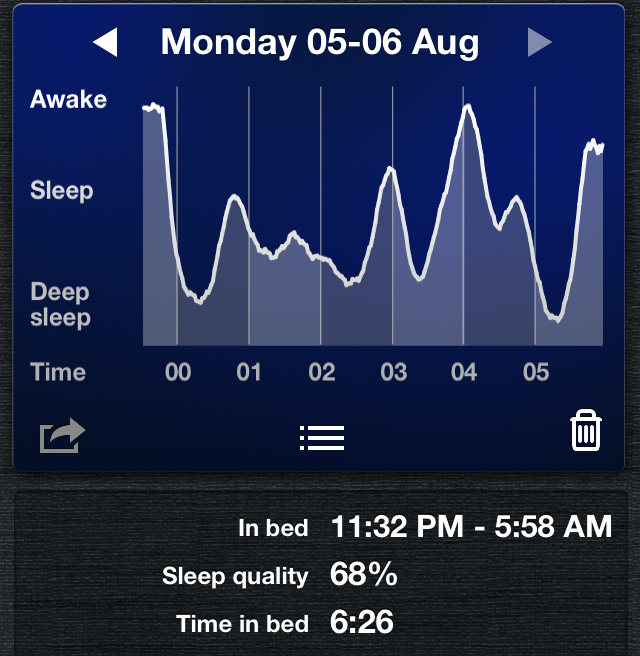 Monday 05-06 Aug
Awake
Sleep
Deep
sleep
Time 00 01 02 03 04 05
In bed 11:32 PM - 5:58 AM
Sleep quality 68%
Time in bed 6:26